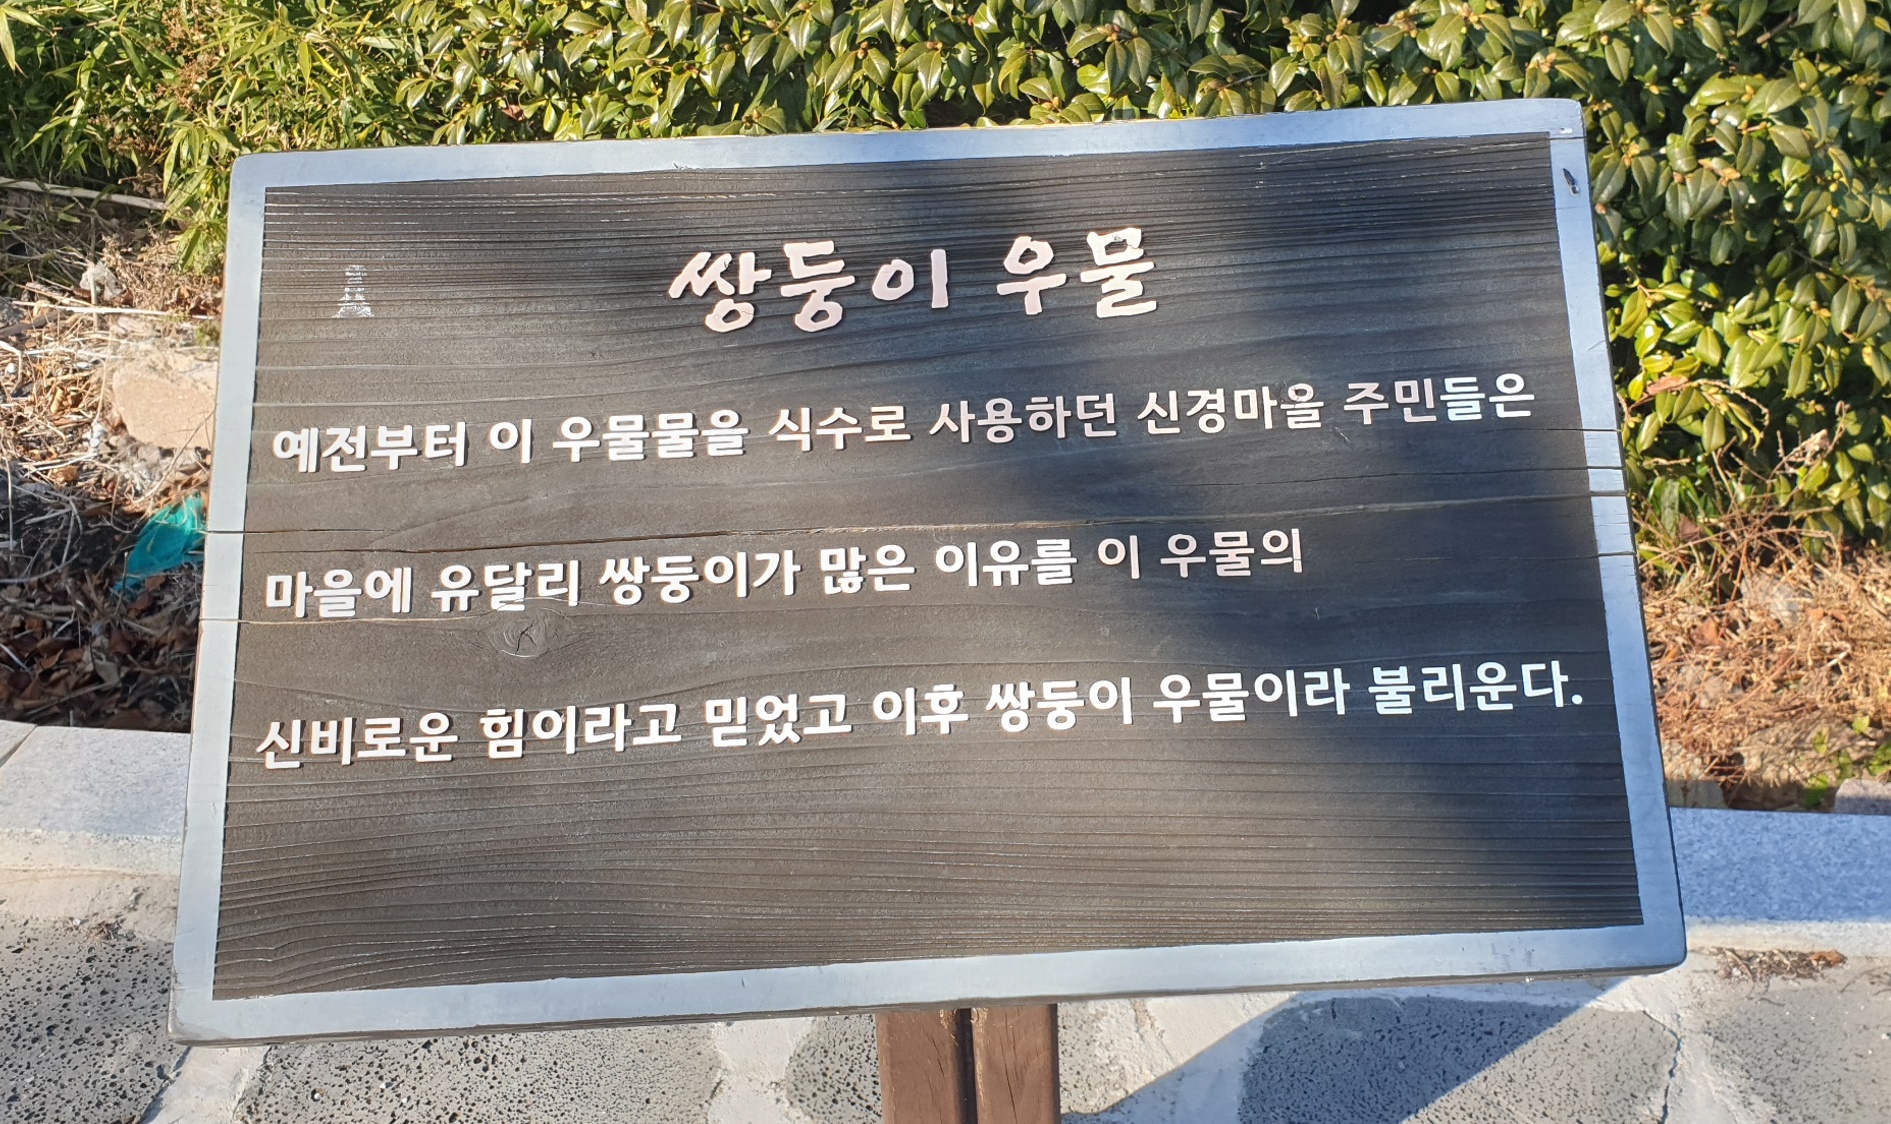 쌍둥이 우물
예전부터 이 우물물을 식수로 사용하던 신경마을 주민들은
마을에 유달리 쌍둥이가 많은 이유를 이 우물의
신비로운 힘이라고 믿었고 이후 쌍둥이 우물이라 불리운다.